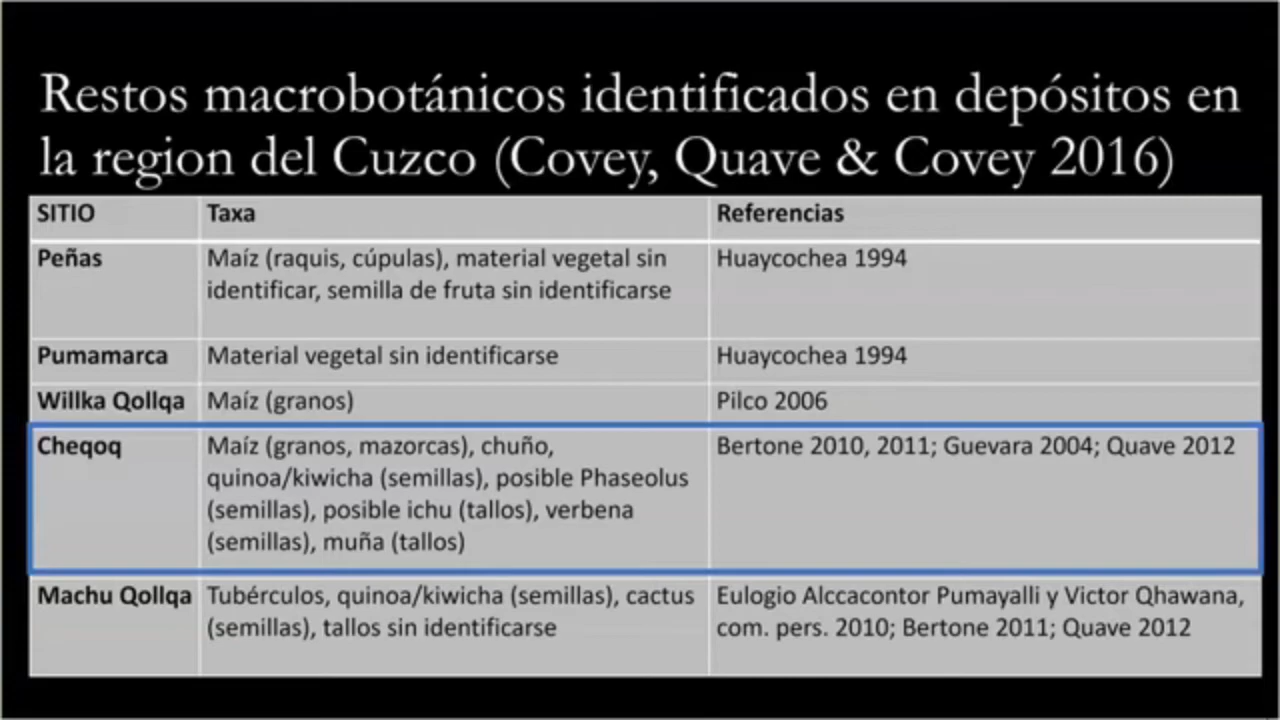 Restos macrobotánicos identificados en depósitos en
la region del Cuzco (Covey, Quave & Covey 2016)
SITIO Taxa Referencias
Peñas Maíz (raquis, cúpulas), material vegetal sin Huaycochea 1994
identificar, semilla de fruta sin identificarse
Pumamarca Material vegetal sin identificarse Huaycochea 1994
Willka Qollqa Maíz (granos) Pilco 2006
Cheqoq Maíz (granos, mazorcas), chuño, Bertone 2010, 2011; Guevara 2004; Quave 2012
quinoa/kiwicha (semillas), posible Phaseolus
(semillas), posible ichu (tallos), verbena
(semillas), muña (tallos)
Machu Qollqa Tubérculos, quinoa/kiwicha (semillas), cactus Eulogio Alccacontor Pumayalli y Victor Qhawana,
(semillas), tallos sin identificarse com. pers. 2010; Bertone 2011; Quave 2012